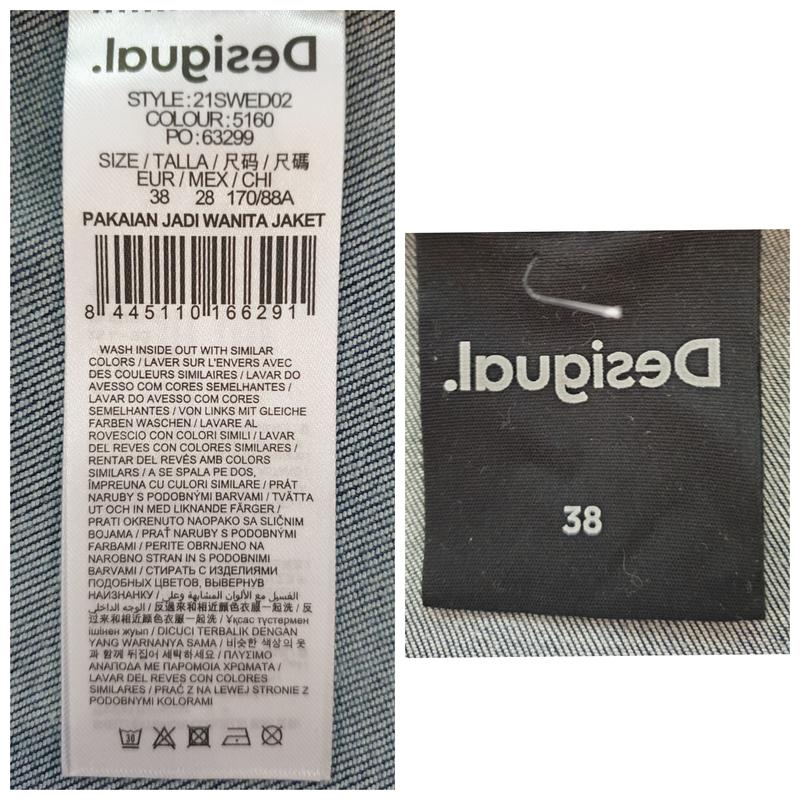 Desigual.
STYLE:21SWED02
COLOUR:5160
PO:63299
SIZE / TALLA / 尺码 / 尺碼
EUR / MEX / CHI
38 28 170/88A
PAKAIAN JADI WANITA JAKET
8 445110 166291
WASH INSIDE OUT WITH SIMILAR
COLORS / LAVER SUR L'ENVERS AVEC
DES COULEURS SIMILAIRES / LAVAR DO
AVESSO COM CORES SEMELHANTES /
LAVAR DO AVESSO COM CORES
SEMELHANTES / VON LINKS MIT GLEICHE
FARBEN WASCHEN / LAVARE AL
ROVESCIO CON COLORI SIMILI / LAVAR
DEL REVES CON COLORES SIMILARES /
RENTAR DEL REVÉS AMB COLORS
SIMILARS / A SE SPALA PE DOS,
ÎMPREUNA CU CULORI SIMILARE / PRÁT
NARUBY S PODOBNÝMI BARVAMI / TVÄTTA
UT OCH IN MED LIKNANDE FÄRGER /
PRATI OKRENUTO NAOPAKO SA SLIČNIM
BOJAMA / PRAŤ NARUBY S PODOBNÝMI
FARBAMI / PERITE OBRNJENO NA
NAROBNO STRAN IN S PODOBNIMI
BARVAMI / СТИРАТЬ С ИЗДЕЛИЯМИ
ПОДОБНЫХ ЦВЕТОВ, ВЫВЕРНУВ
НАИЗНАНКУ / الغسيل مع الألوان المشابهة وعلى
الوجه الداخلي / 反過來和相近顏色衣服一起洗 / 反
过来和相近颜色衣服一起洗 / Ұқсас түстермен
ішінен жуып / DICUCI TERBALIK DENGAN
YANG WARNANYA SAMA / 비슷한 색상의 옷
과 함께 뒤집어 세탁하세요 / ΠΛΥΣΙΜΟ
ΑΝΑΠΟΔΑ ΜΕ ΠΑΡΟΜΟΙΑ ΧΡΩΜΑΤΑ /
LAVAR DEL REVES CON COLORES
SIMILARES / PRAĆ Z NA LEWEJ STRONIE Z
PODOBNYMI KOLORAMI
30
Desigual.
38